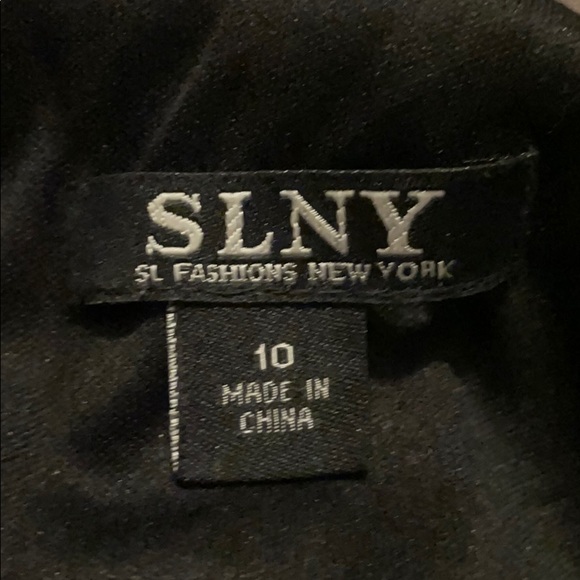 SLNY
SL FASHIONS NEW YORK
10
MADE IN
CHINA